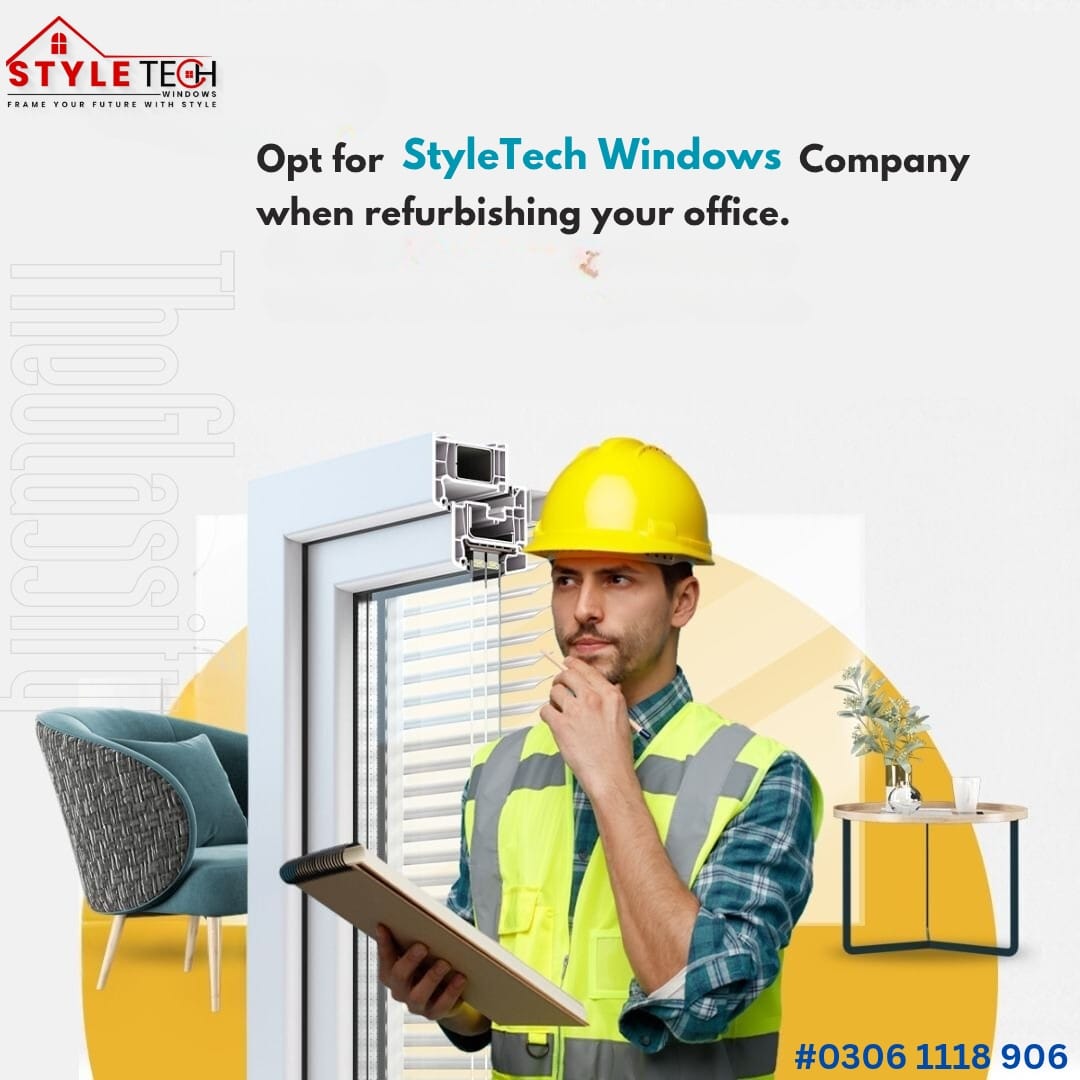 STYLE TECH
WINDOWS
FRAME YOUR FUTURE WITH STYLE
Opt for StyleTech Windows Company
when refurbishing your office.
#0306 1118 906